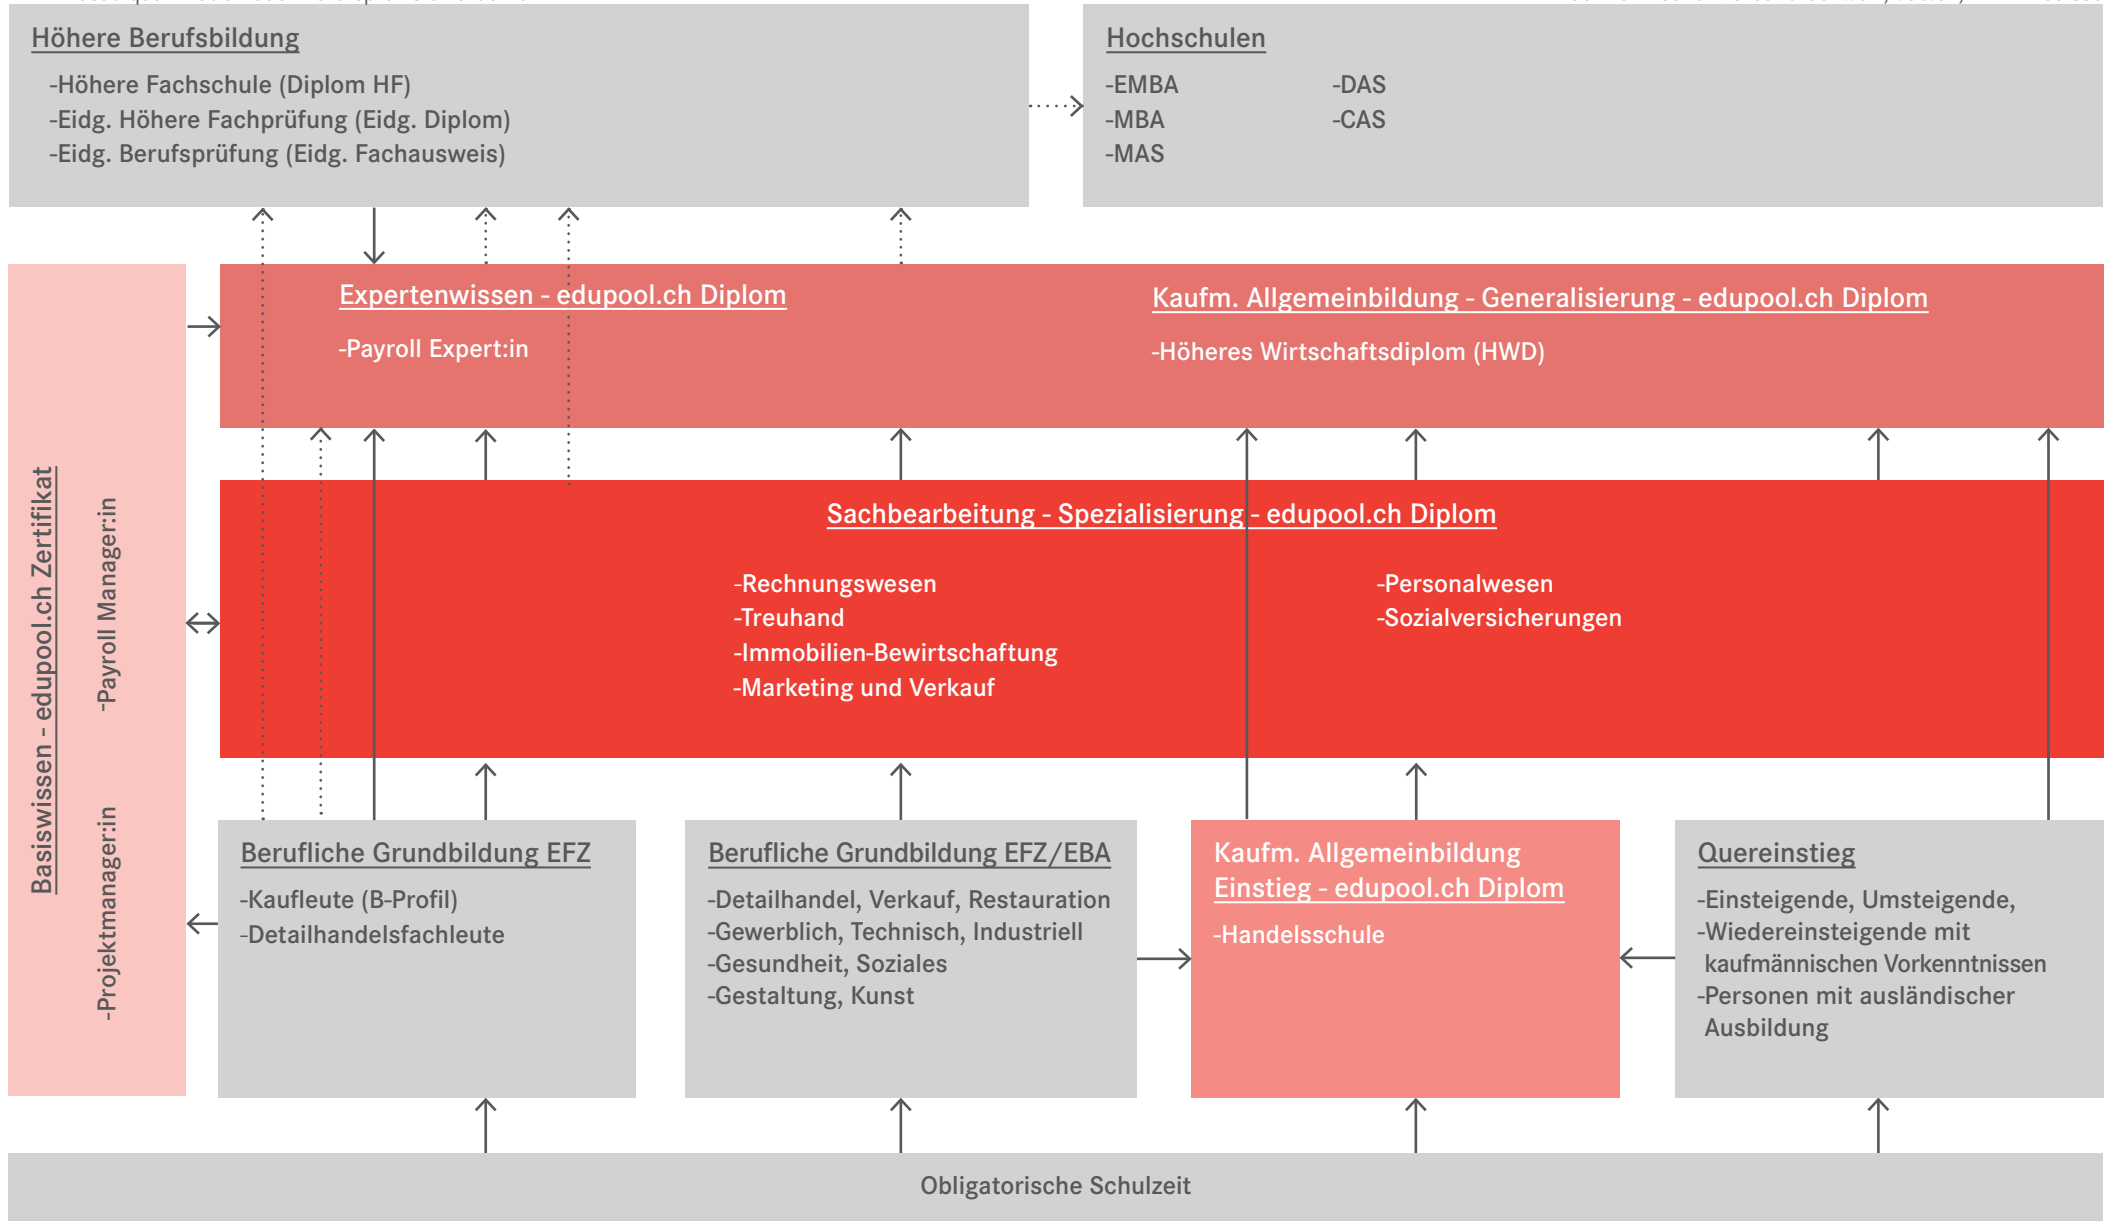 Höhere Berufsbildung
-Höhere Fachschule (Diplom HF)
-Eidg. Höhere Fachprüfung (Eidg. Diplom)
-Eidg. Berufsprüfung (Eidg. Fachausweis)
Hochschulen
-EMBA
-MBA
-MAS
-DAS
-CAS
Expertenwissen - edupool.ch Diplom
-Payroll Expert:in
Kaufm. Allgemeinbildung - Generalisierung - edupool.ch Diplom
-Höheres Wirtschaftsdiplom (HWD)
Basiswissen - edupool.ch Zertifikat
-Payroll Manager:in
-Projektmanager:in
Sachbearbeitung - Spezialisierung - edupool.ch Diplom
-Rechnungswesen
-Treuhand
-Immobilien-Bewirtschaftung
-Marketing und Verkauf
-Personalwesen
-Sozialversicherungen
Berufliche Grundbildung EFZ
-Kaufleute (B-Profil)
-Detailhandelsfachleute
Berufliche Grundbildung EFZ/EBA
-Detailhandel, Verkauf, Restauration
-Gewerblich, Technisch, Industriell
-Gesundheit, Soziales
-Gestaltung, Kunst
Kaufm. Allgemeinbildung
Einstieg - edupool.ch Diplom
-Handelsschule
Quereinstieg
-Einsteigende, Umsteigende,
-Wiedereinsteigende mit
kaufmännischen Vorkenntnissen
-Personen mit ausländischer
Ausbildung
Obligatorische Schulzeit